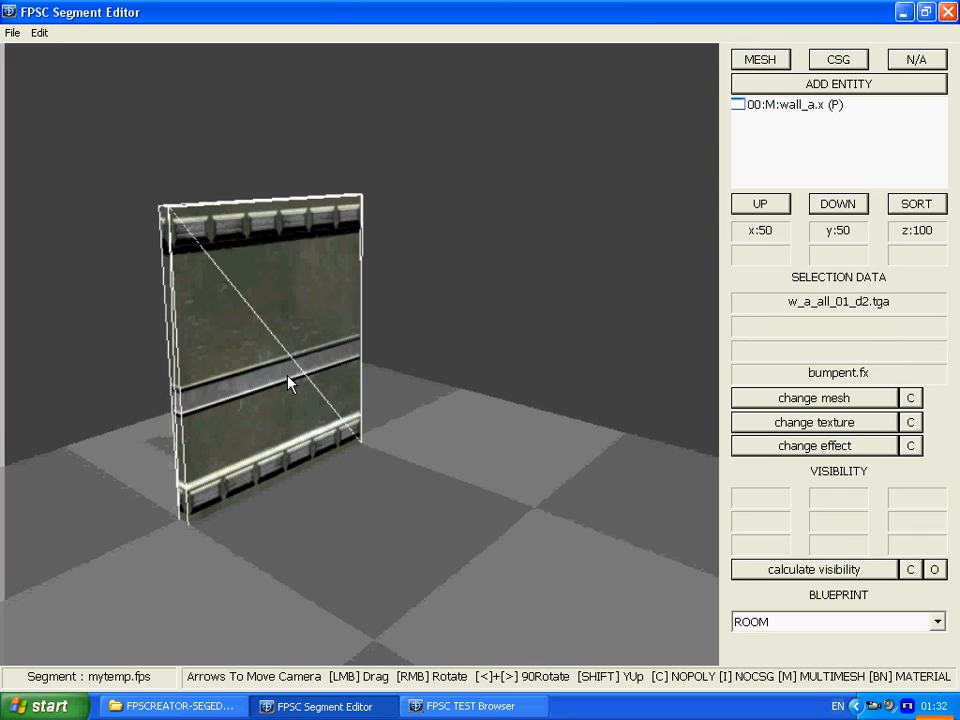 FPSC Segment Editor
File Edit
MESH CSG N/A
ADD ENTITY
00:M:wall_a.x (P)
UP DOWN SORT
x:50 y:50 z:100
SELECTION DATA
w_a_all_01_d2.tga
bumpent.fx
change mesh C
change texture C
change effect C
VISIBILITY
calculate visibility C O
BLUEPRINT
ROOM
Segment : mytemp.fps Arrows To Move Camera [LMB] Drag [RMB] Rotate [<]+[>] 90Rotate [SHIFT] YUp [C] NOPOLY [I] NOCSG [M] MULTIMESH [BN] MATERIAL
start FPSCREATOR-SEGED... FPSC Segment Editor FPSC TEST Browser EN 01:32